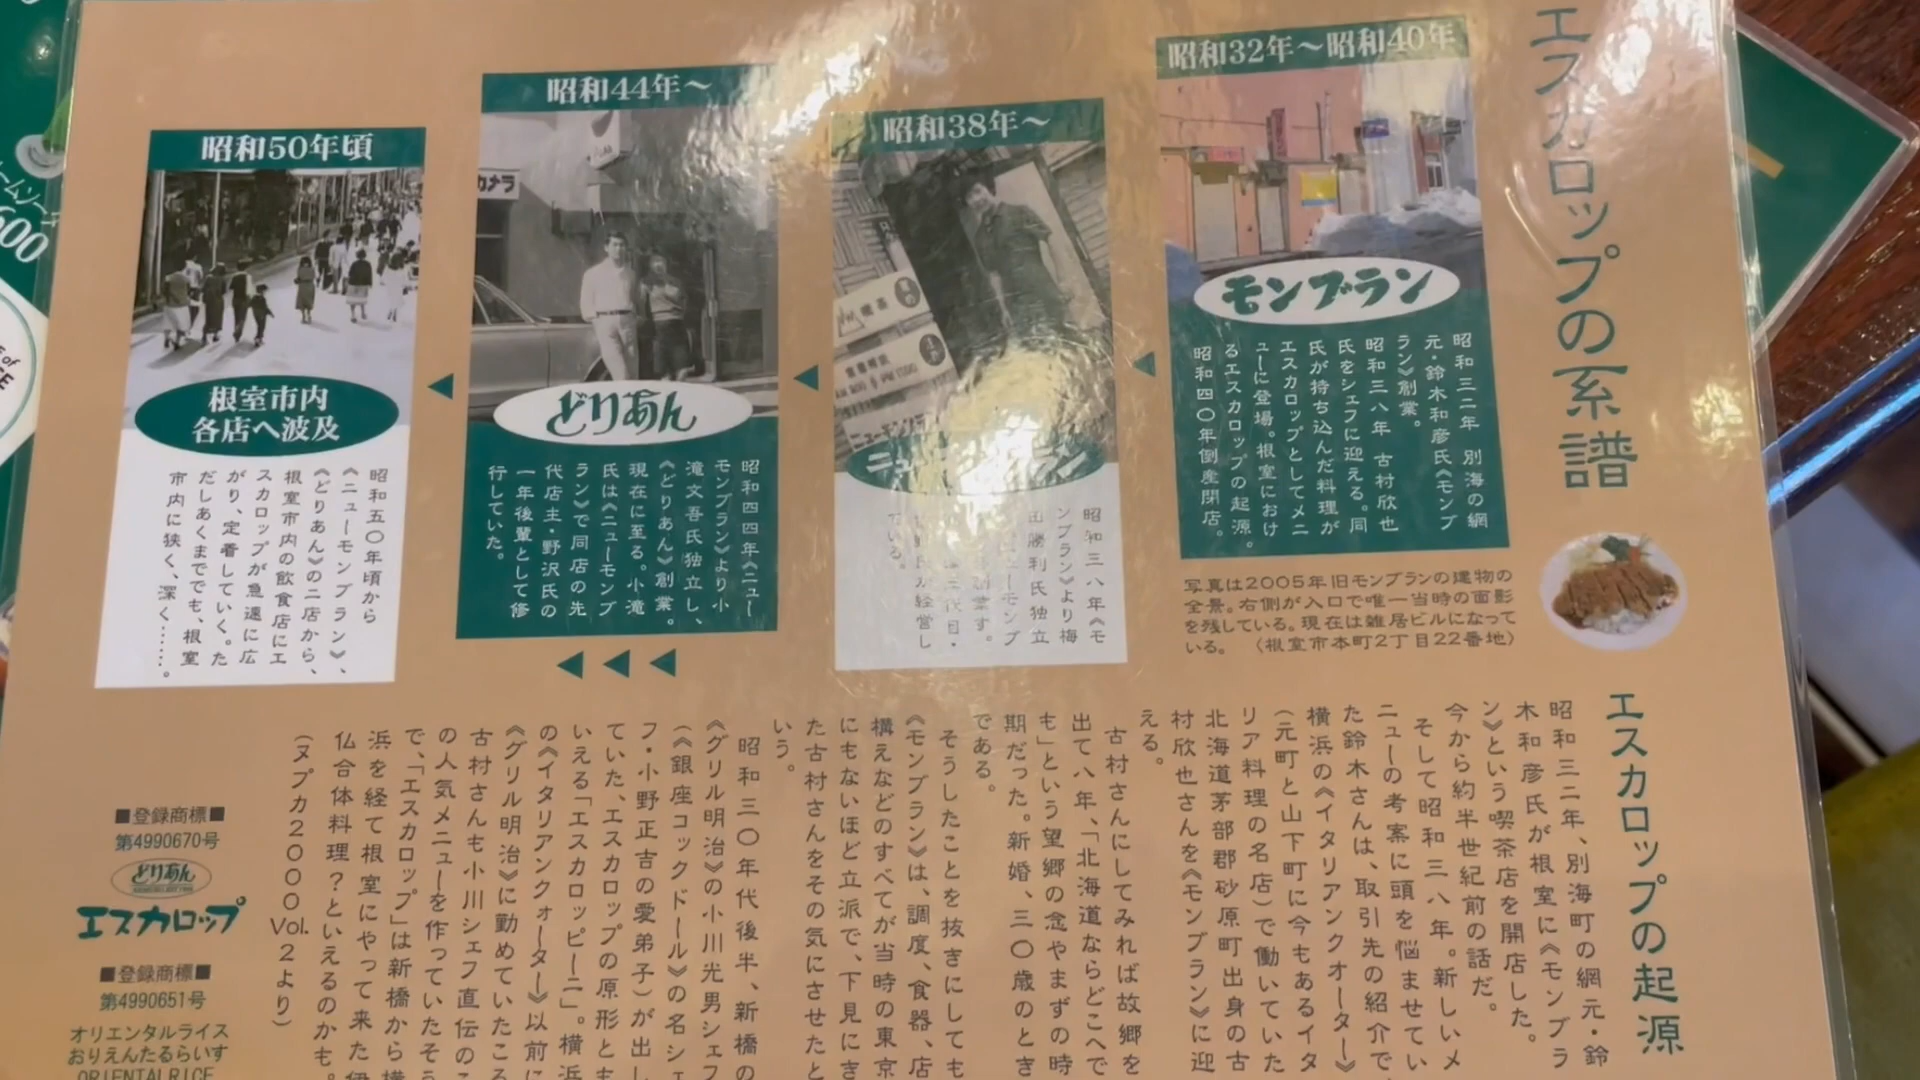 エスカロップの系譜
昭和32年～昭和40年
モンブラン
昭和三二年 別海の網
元・鈴木和彦氏《モンブ
ラン》創業。
昭和三八年 古村欣也
氏をシェフに迎える。同
氏が持ち込んだ料理が
エスカロップとしてメニ
ューに登場。根室におけ
るエスカロップの起源。
昭和四〇年倒産閉店。
写真は2005年旧モンブランの建物の
全景。右側が入口で唯一当時の面影
を残している。現在は雑居ビルになって
いる。〈根室市本町2丁目22番地〉
昭和38年～
昭和三八年《モ
ンブラン》より梅
勝利氏独立
ューモンブ
創業す。
代目・
が経営し
いる。
昭和44年～
カメラ
どりあん
昭和四四年《ニュー
モンブラン》より小
滝文吾氏独立し、
《どりあん》創業。
現在に至る。小滝
氏は《ニューモンブ
ラン》で同店の先
代店主・野沢氏の
一年後輩として修
行していた。
昭和50年頃
根室市内
各店へ波及
昭和五〇年頃から
《ニューモンブラン》、
《どりあん》の二店から、
根室市内の飲食店にエ
スカロップが急速に広
がり、定着していく。た
だしあくまででも、根室
市内に狭く、深く……。
エスカロップの起源
昭和三二年、別海町の網元・鈴
木和彦氏が根室に《モンブラ
ン》という喫茶店を開店した。
今から約半世紀前の話だ。
そして昭和三八年。新しいメ
ニューの考案に頭を悩ませてい
た鈴木さんは、取引先の紹介で、
横浜の《イタリアンクオーター》
（元町と山下町に今もあるイタ
リア料理の名店）で働いていた
北海道茅部郡砂原町出身の古
村欣也さんを《モンブラン》に迎
える。
古村さんにしてみれば故郷を
出て八年、「北海道ならどこへで
も」という望郷の念やまずの時
期だった。新婚、三〇歳のとき
である。
そうしたことを抜きにしても
《モンブラン》は、調度、食器、店
構えなどのすべてが当時の東京
にもないほど立派で、下見にき
た古村さんをその気にさせたと
いう。
昭和三〇年代後半、新橋の
《グリル明治》の小川光男シェフ
（《銀座コックドール》の名シェ
フ・小野正吉の愛弟子）が出し
ていた、エスカロップの原形とも
いえる「エスカロッピーニ」。横浜
の《イタリアンクォーター》以前に
《グリル明治》に勤めていたころ
古村さんも小川シェフ直伝のこ
の人気メニューを作っていたそう
で、「エスカロップ」は新橋から横
浜を経て根室にやって来た伊
仏合体料理？といえるのかも。
（ヌプカ2000Vol.2より）
■登録商標■
第4990670号
どりあん
エスカロップ
■登録商標■
第4990651号
オリエンタルライス
おりえんたるらいす
ORIENTALRICE